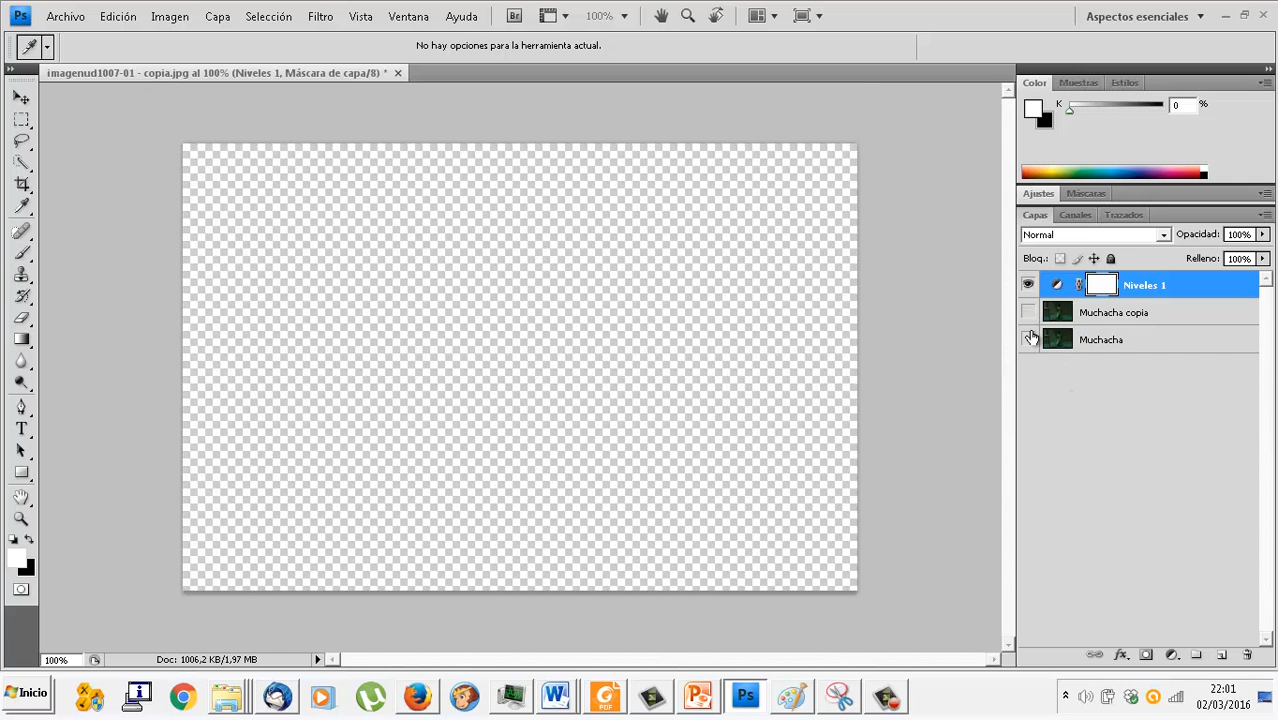 Ps Archivo Edición Imagen Capa Selección Filtro Vista Ventana Ayuda Br 100% Aspectos esenciales
No hay opciones para la herramienta actual.
imagenud1007-01 - copia.jpg al 100% (Niveles 1, Máscara de capa/8) *
Color Muestras Estilos
K 0 %
Ajustes Máscaras
Capas Canales Trazados
Normal Opacidad: 100%
Bloq.: Relleno: 100%
Niveles 1
Muchacha copia
Muchacha
T
100% Doc: 1006,2 KB/1,97 MB
Inicio W G PDF P Ps
22:01
02/03/2016